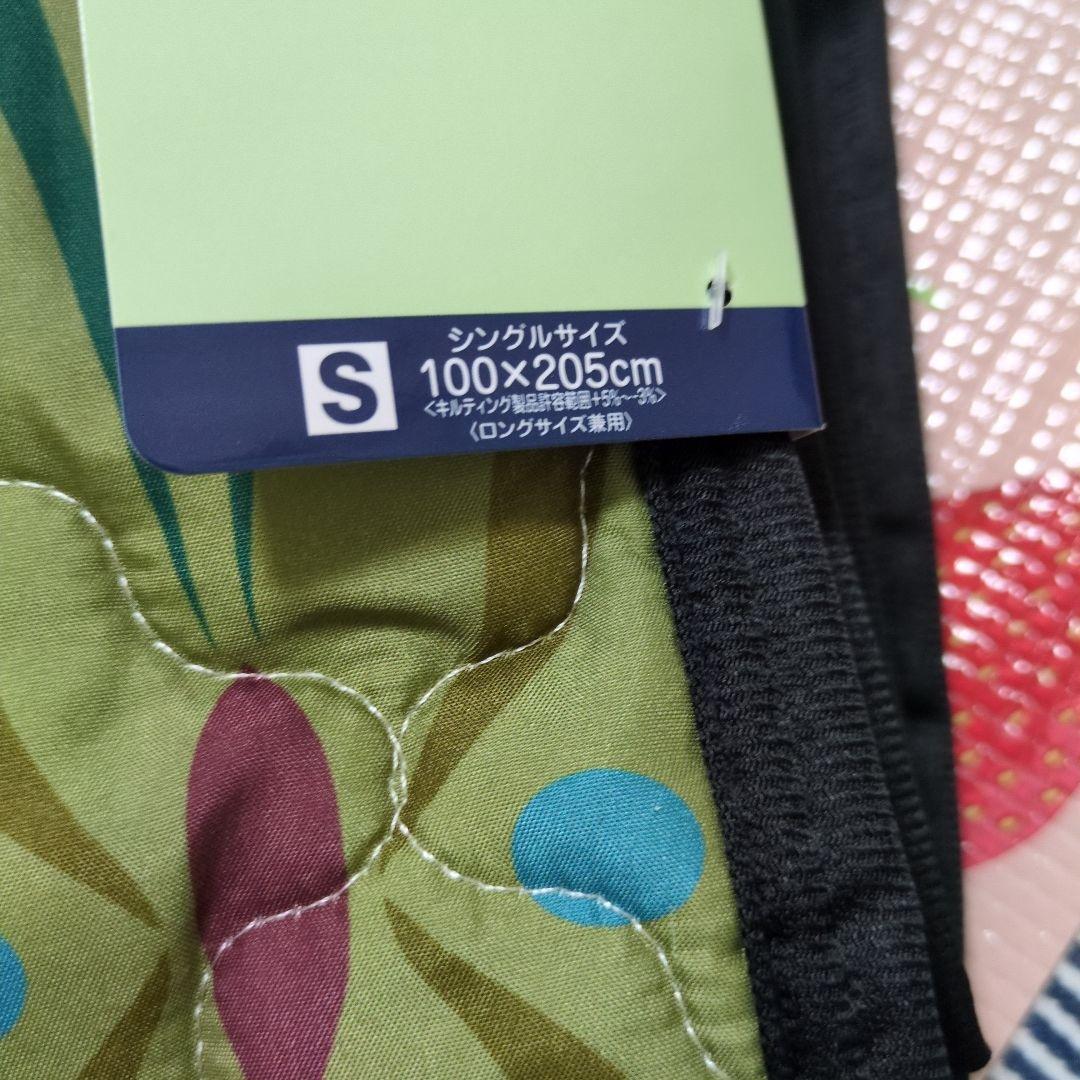 S
シングルサイズ
100×205cm
<キルティング製品許容範囲+5%~-3%>
〈ロングサイズ兼用〉